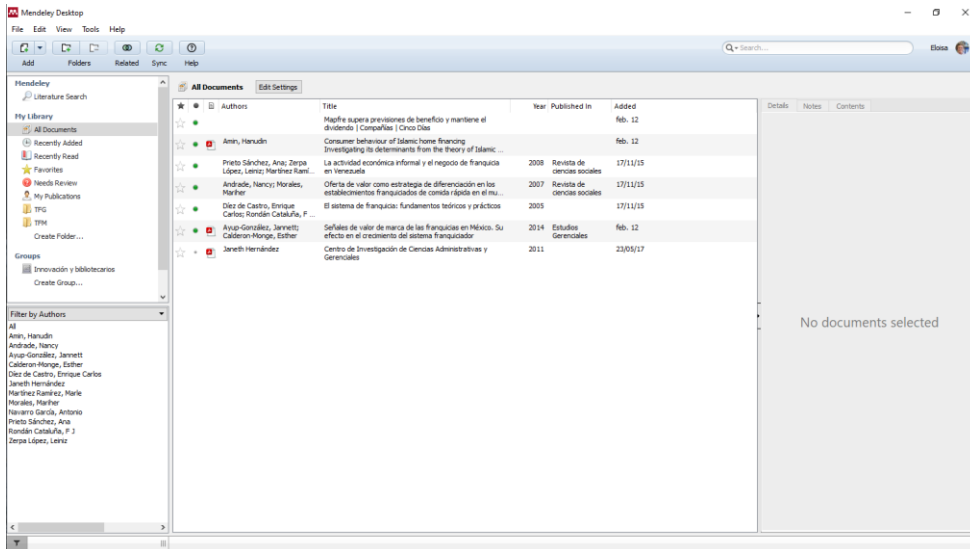 Mendeley Desktop
File Edit View Tools Help
Search...
Eloisa
Add Folders Related Sync Help
Mendeley
Literature Search
My Library
All Documents
Recently Added
Recently Read
Favorites
Needs Review
My Publications
TFG
TFM
Create Folder...
Groups
Innovación y bibliotecarios
Create Group...
Filter by Authors
All
Amin, Hanudin
Andrade, Nancy
Ayup-González, Jannett
Calderon-Monge, Esther
Díez de Castro, Enrique Carlos
Janeth Hernández
Martínez Ramírez, Marle
Morales, Mariher
Navarro García, Antonio
Prieto Sánchez, Ana
Rondán Cataluña, F J
Zerpa López, Leiniz
All Documents Edit Settings
Authors Title Year Published In Added
Mapfre supera previsiones de beneficio y mantiene el feb. 12
dividendo | Compañías | Cinco Días
Amin, Hanudin Consumer behaviour of Islamic home financing feb. 12
Investigating its determinants from the theory of Islamic ...
Prieto Sánchez, Ana; Zerpa La actividad económica informal y el negocio de franquicia 2008 Revista de 17/11/15
López, Leiniz; Martínez Ramí... en Venezuela ciencias sociales
Andrade, Nancy; Morales, Oferta de valor como estrategia de diferenciación en los 2007 Revista de 17/11/15
Mariher establecimientos franquiciados de comida rápida en el mu... ciencias sociales
Díez de Castro, Enrique El sistema de franquicia: fundamentos teóricos y prácticos 2005 17/11/15
Carlos; Rondán Cataluña, F ...
Ayup-González, Jannett; Señales de valor de marca de las franquicias en México. Su 2014 Estudios feb. 12
Calderon-Monge, Esther efecto en el crecimiento del sistema franquiciador Gerenciales
Janeth Hernández Centro de Investigación de Ciencias Administrativas y 2011 23/05/17
Gerenciales
Details Notes Contents
No documents selected